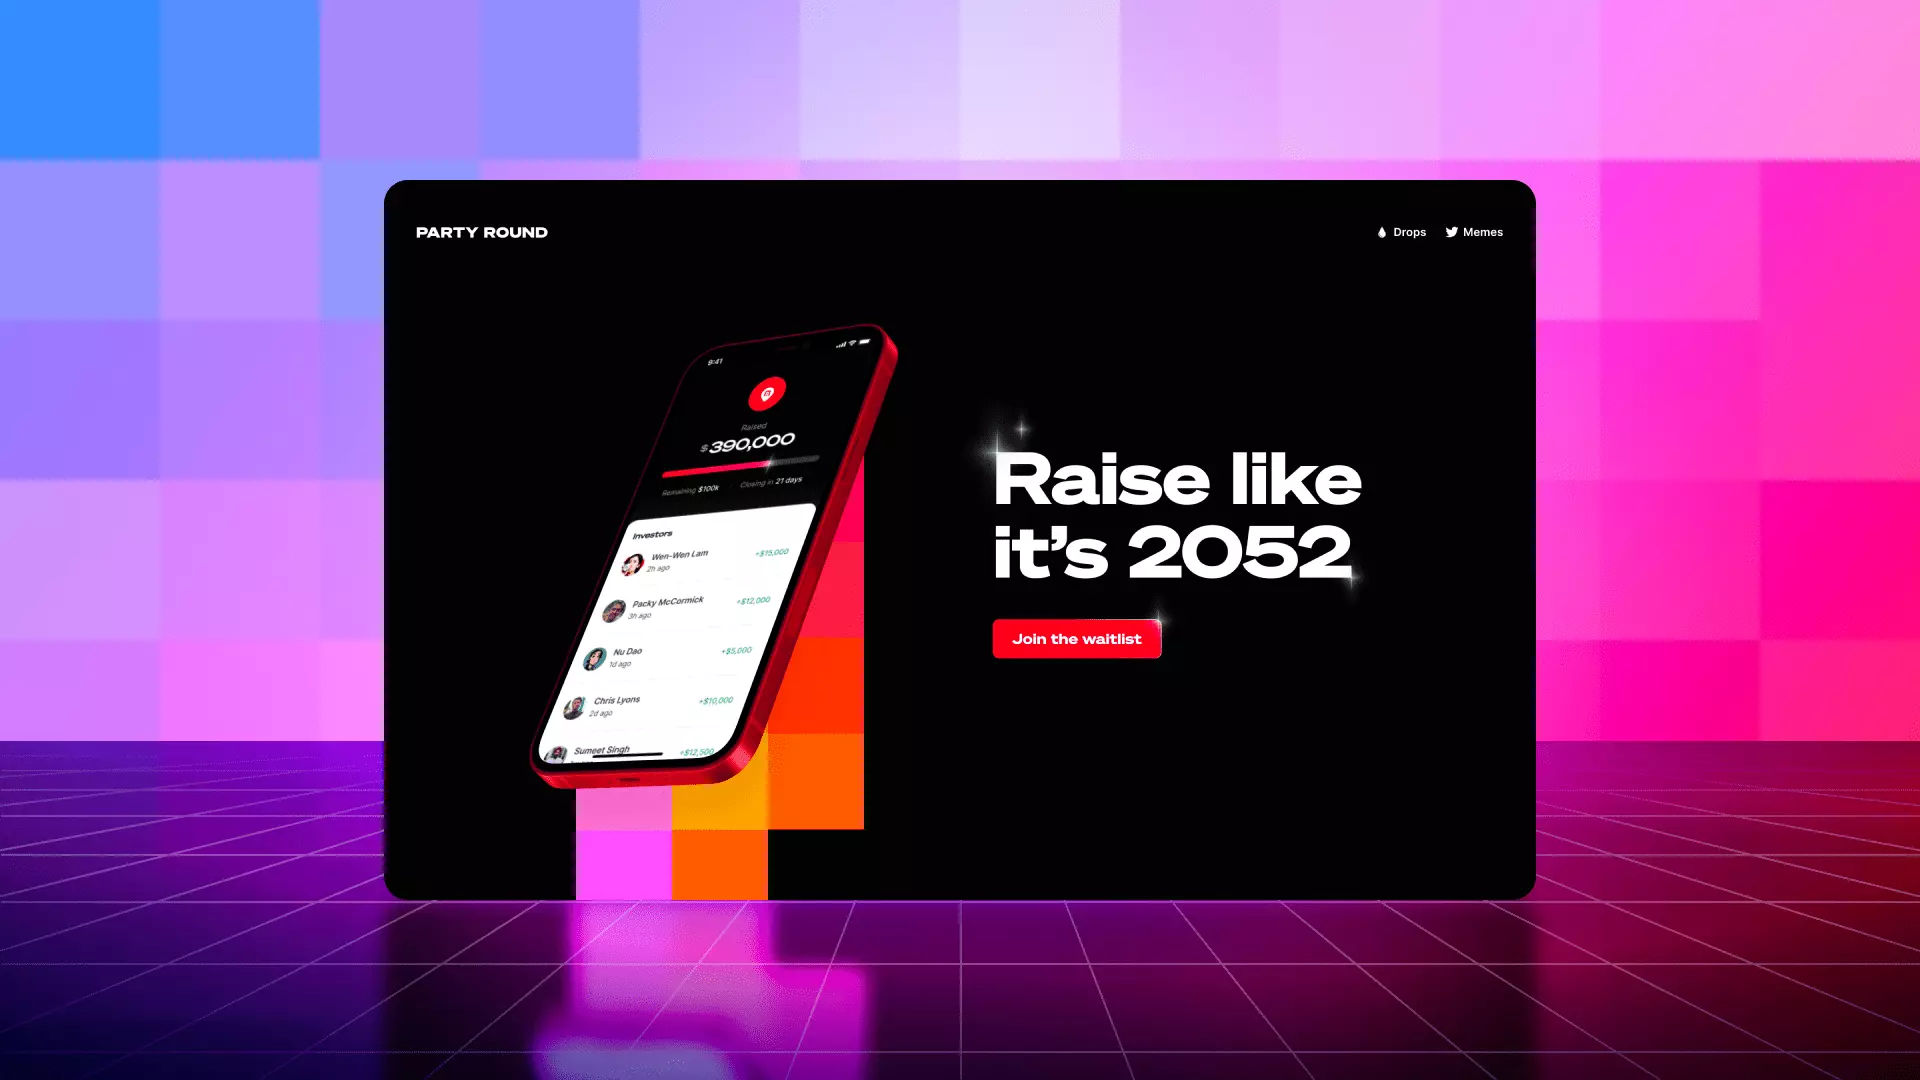 PARTY ROUND
Drops
Memes
9:41
Raised
$390,000
Remaining $100k
Closing in 21 days
Investors
Wen-Wen Lam
2h ago
+$15,000
Packy McCormick
3h ago
+$12,000
Nu Dao
1d ago
+$5,000
Chris Lyons
2d ago
+$10,000
Sumeet Singh
+$12,500
Raise like
it's 2052
Join the waitlist